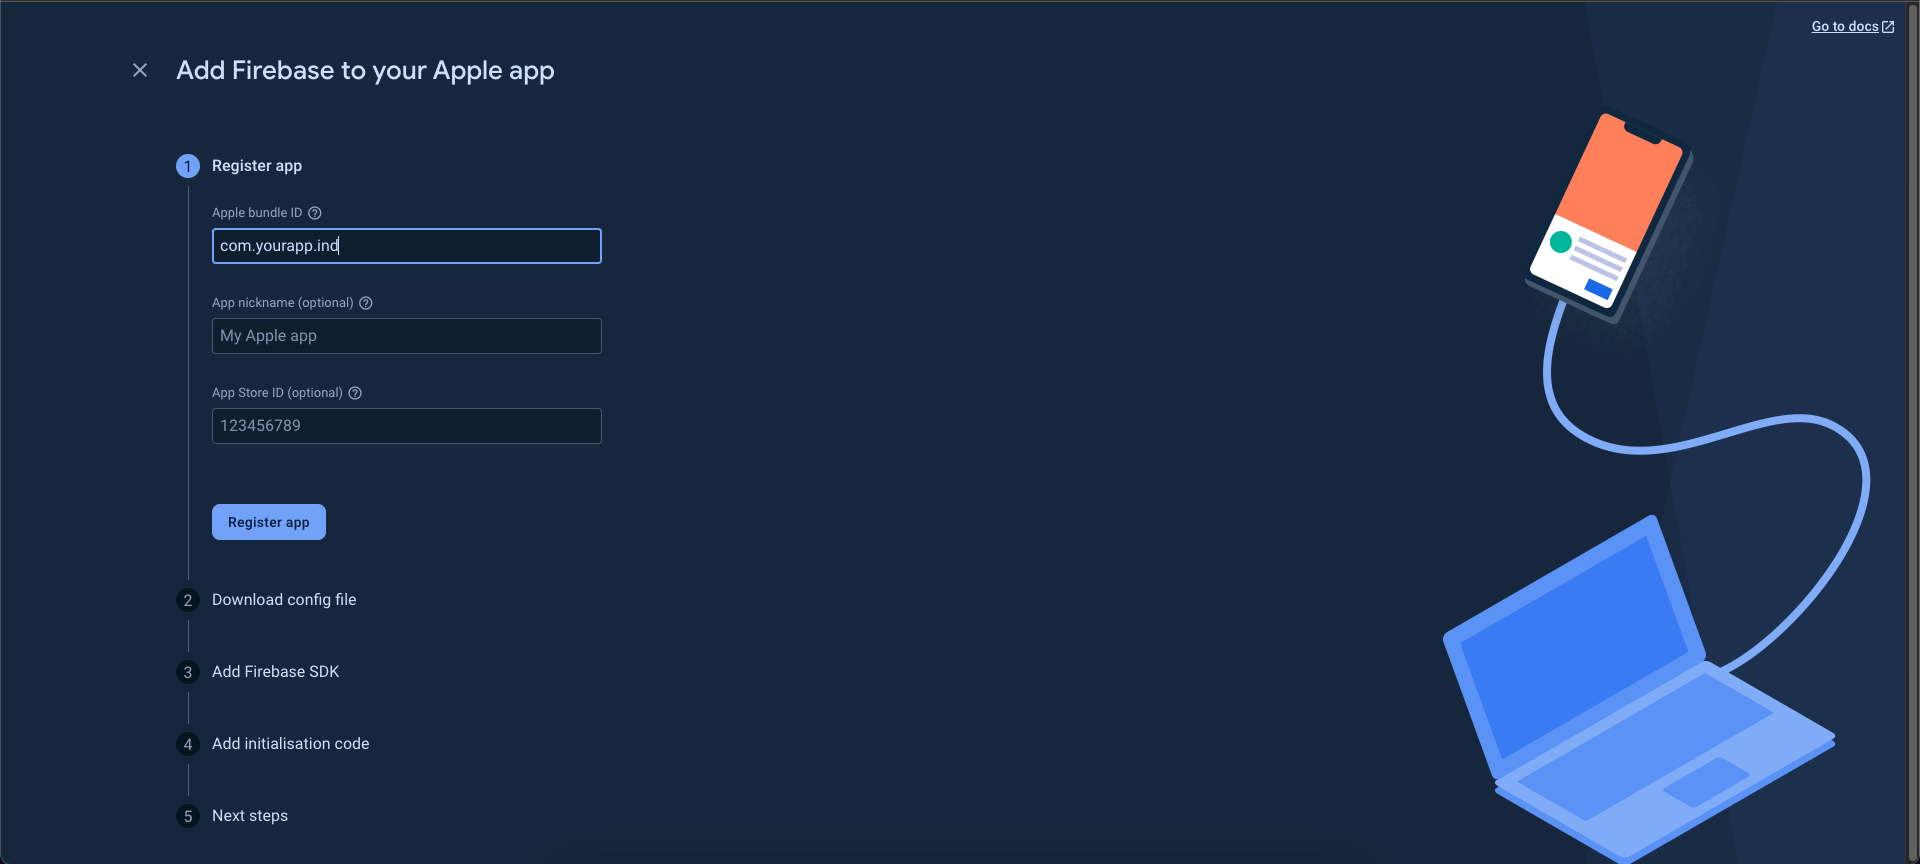 Go to docs
Add Firebase to your Apple app
1 Register app
Apple bundle ID
com.yourapp.ind
App nickname (optional)
My Apple app
App Store ID (optional)
123456789
Register app
2 Download config file
3 Add Firebase SDK
4 Add initialisation code
5 Next steps